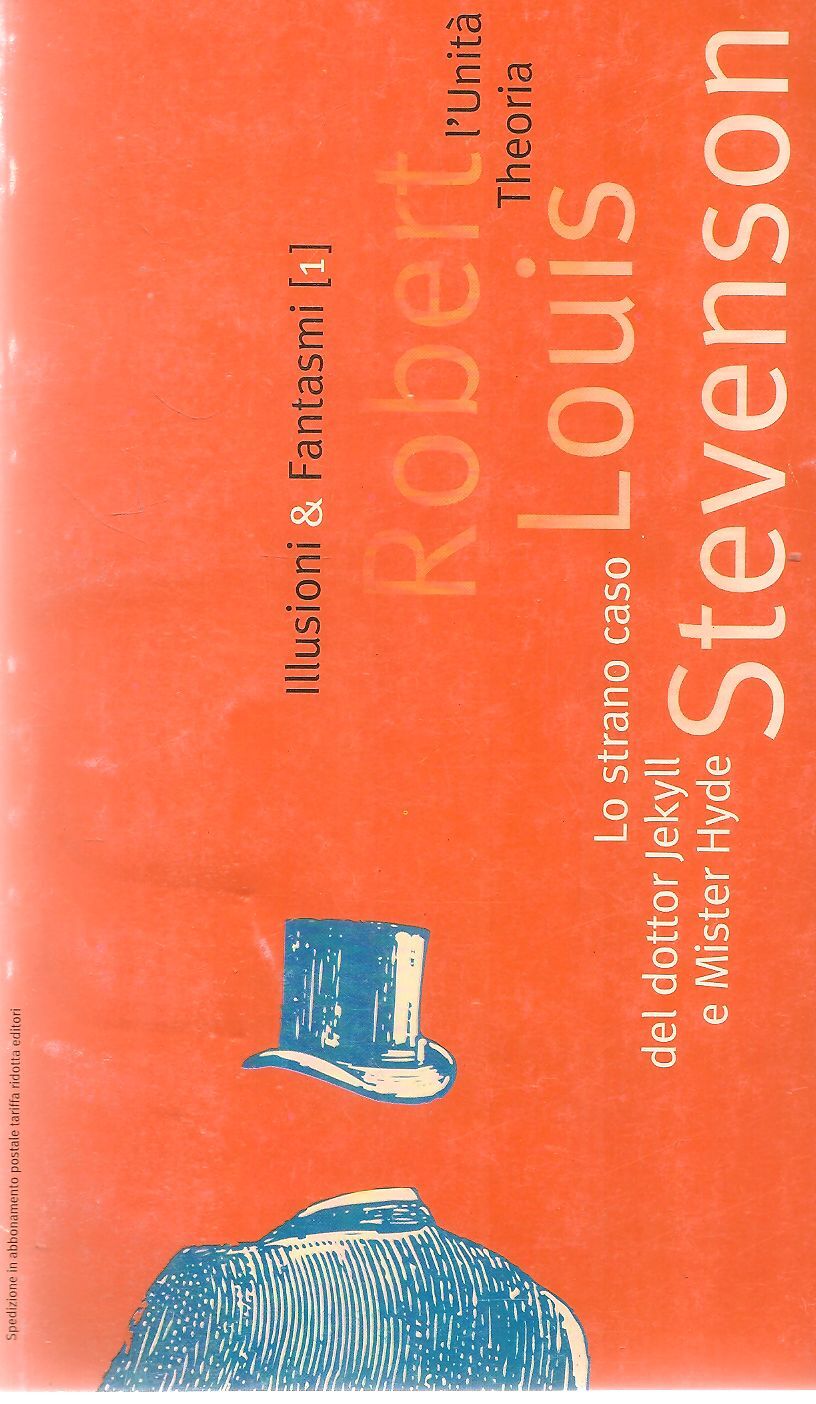 Spedizione in abbonamento postale tariffa ridotta editori
Illusioni & Fantasmi [1]
Robert
l'Unità
Theoria
Louis
Lo strano caso
del dottor Jekyll
e Mister Hyde
Stevenson